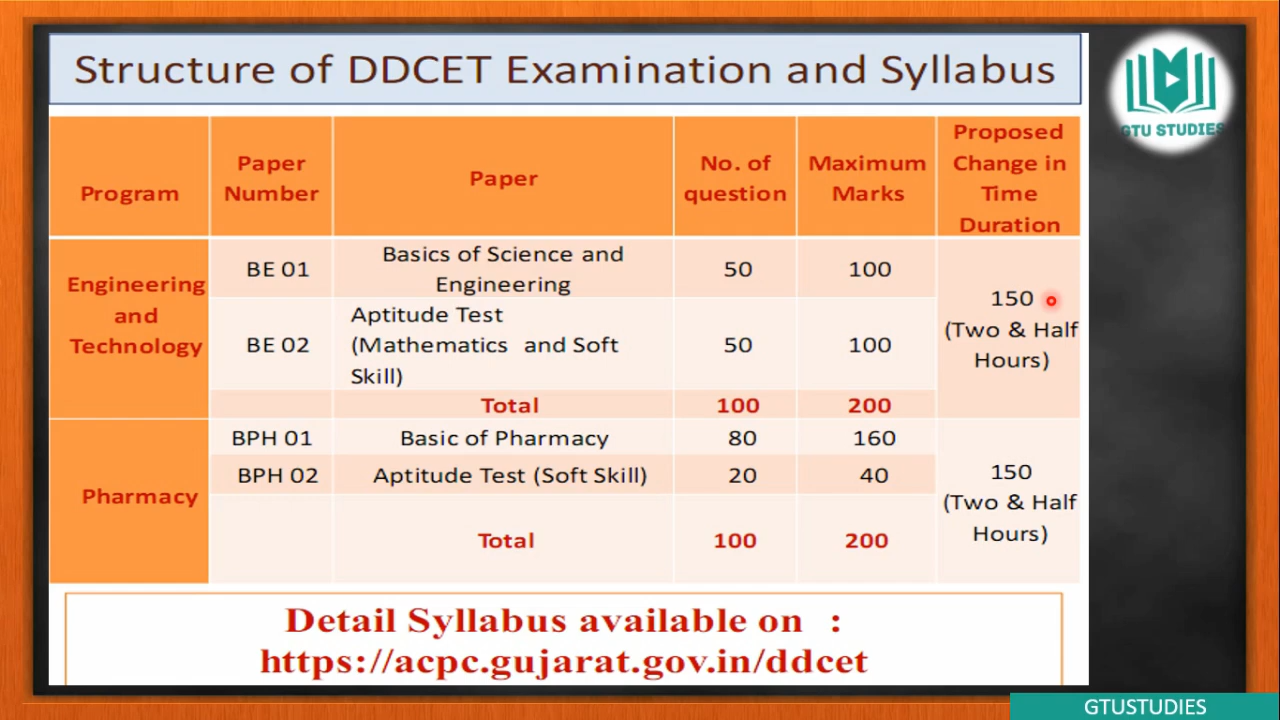 Structure of DDCET Examination and Syllabus
GTU STUDIES
Program
Paper
Number
Paper
No. of
question
Maximum
Marks
Proposed
Change in
Time
Duration
Engineering
and
Technology
BE 01
Basics of Science and
Engineering
50
100
BE 02
Aptitude Test
(Mathematics and Soft
Skill)
50
100
Total
100
200
150
(Two & Half
Hours)
Pharmacy
BPH 01
Basic of Pharmacy
80
160
BPH 02
Aptitude Test (Soft Skill)
20
40
Total
100
200
150
(Two & Half
Hours)
Detail Syllabus available on :
https://acpc.gujarat.gov.in/ddcet
GTUSTUDIES